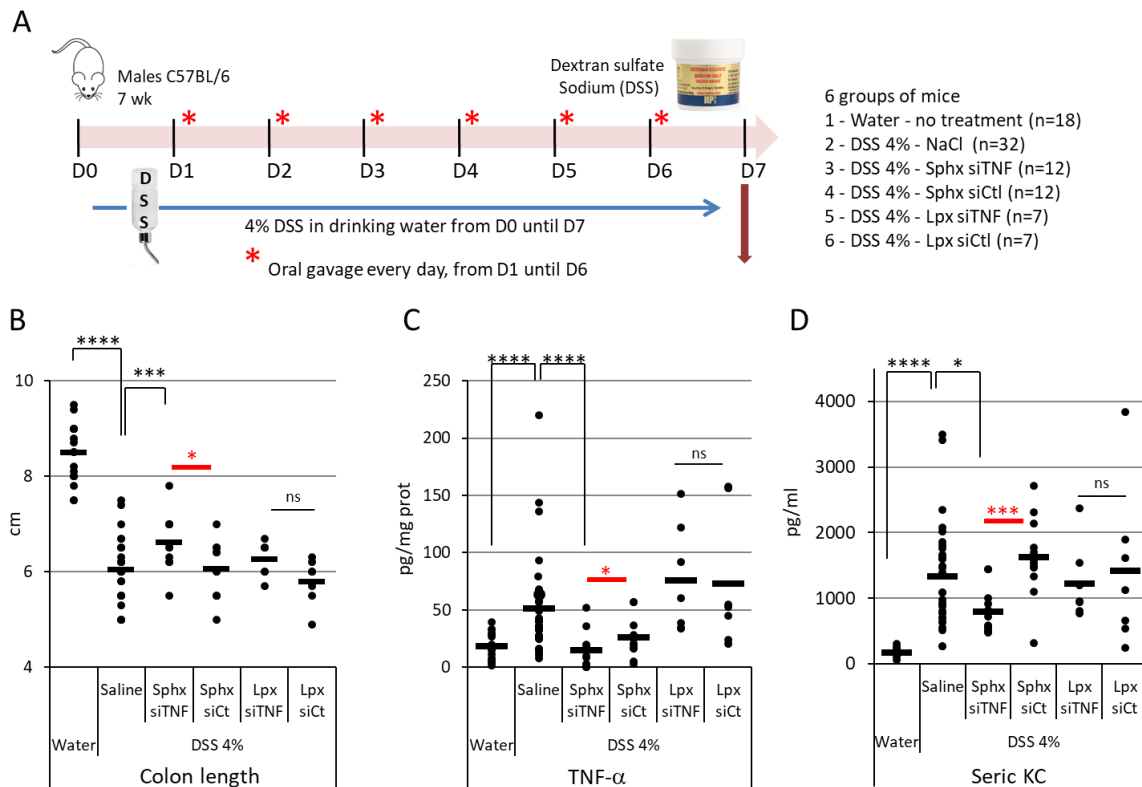 A
Males C57BL/6
7 wk
Dextran sulfate
Sodium (DSS)
DEXTRAN SULFATE
SODIUM SALT
MP
* * * * * *
D0 D1 D2 D3 D4 D5 D6 D7
D
S
S
4% DSS in drinking water from D0 until D7
* Oral gavage every day, from D1 until D6
6 groups of mice
1 - Water - no treatment (n=18)
2 - DSS 4% - NaCl (n=32)
3 - DSS 4% - Sphx siTNF (n=12)
4 - DSS 4% - Sphx siCtl (n=12)
5 - DSS 4% - Lpx siTNF (n=7)
6 - DSS 4% - Lpx siCtl (n=7)
B
****
***
*
ns
10
8
6
4
cm
Saline Sphx siTNF Sphx siCt Lpx siTNF Lpx siCt
Water DSS 4%
Colon length
C
**** ****
*
ns
250
200
150
100
50
0
pg/mg prot
Saline Sphx siTNF Sphx siCt Lpx siTNF Lpx siCt
Water DSS 4%
TNF-α
D
**** *
***
ns
4000
3000
2000
1000
0
pg/ml
Saline Sphx siTNF Sphx siCt Lpx siTNF Lpx siCt
Water DSS 4%
Seric KC